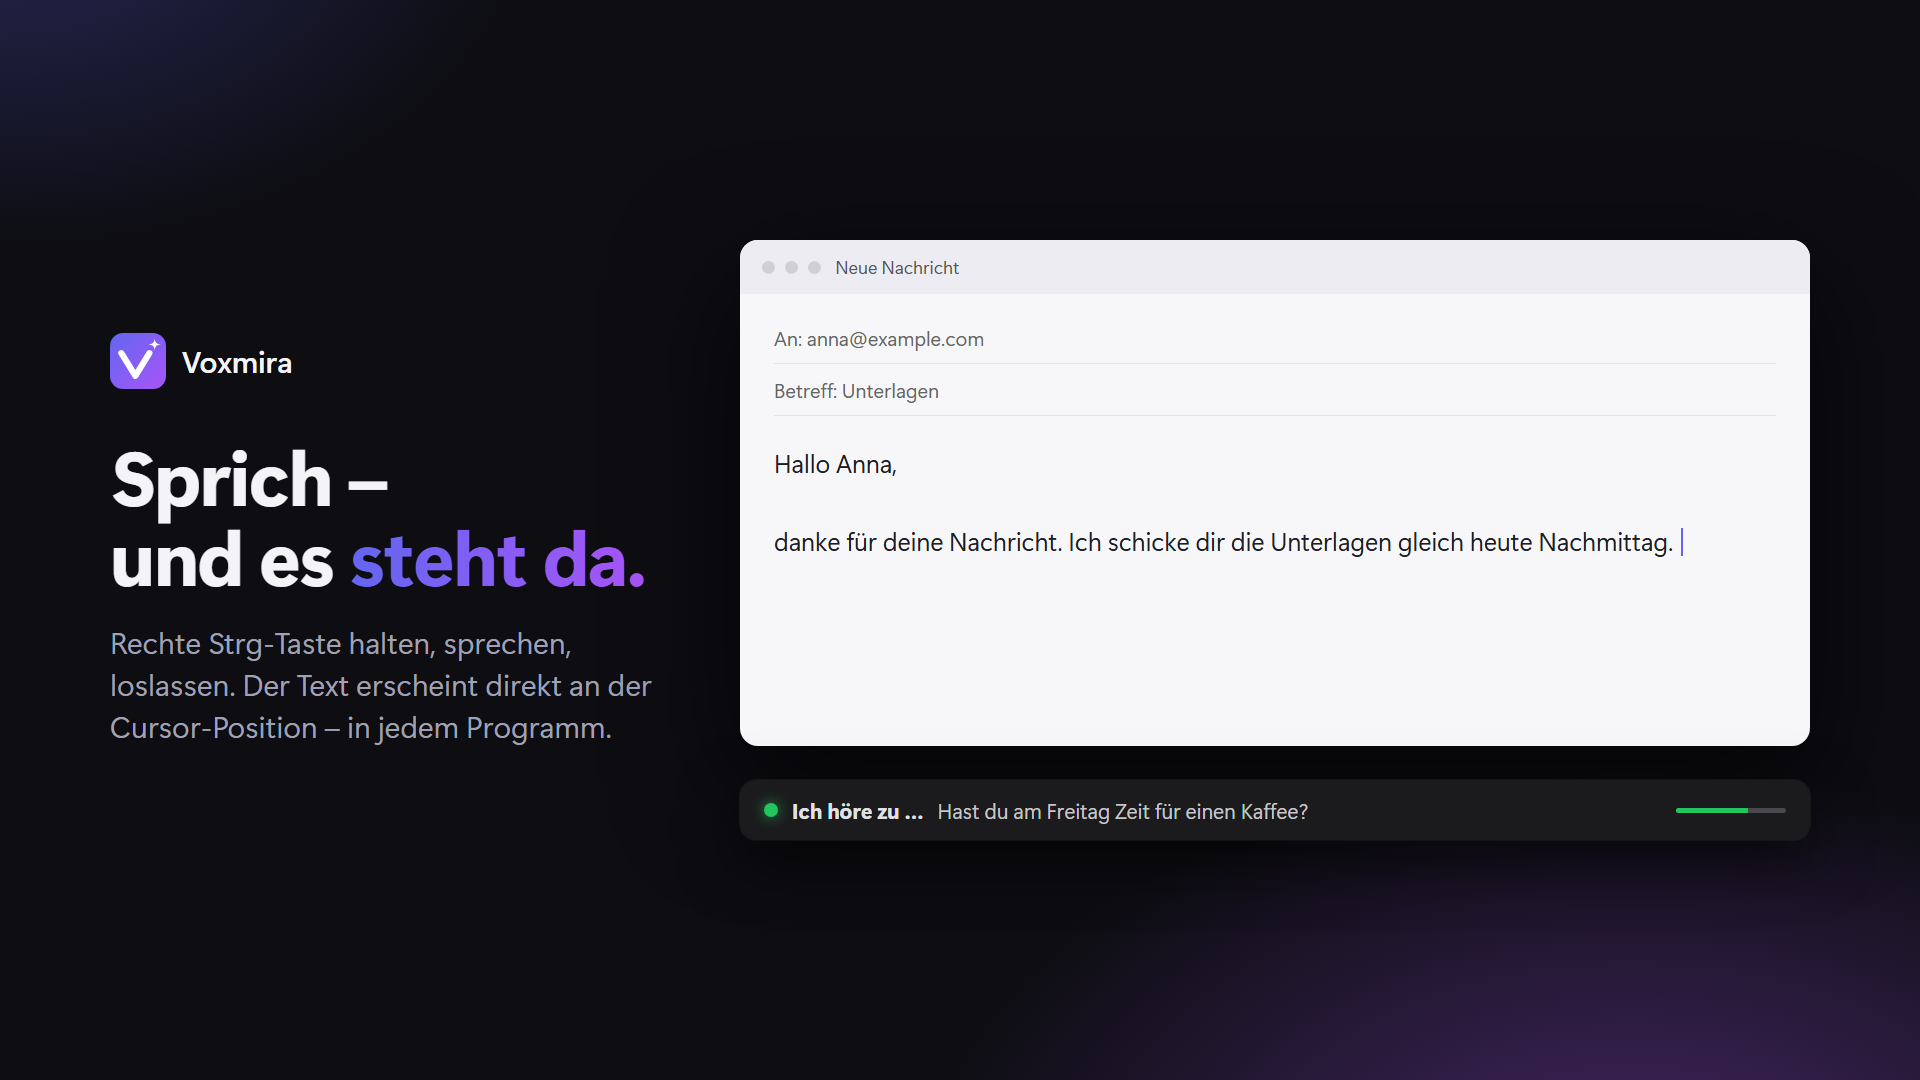 Voxmira
Sprich –
und es steht da.
Rechte Strg-Taste halten, sprechen,
loslassen. Der Text erscheint direkt an der
Cursor-Position – in jedem Programm.
Neue Nachricht
An: anna@example.com
Betreff: Unterlagen
Hallo Anna,
danke für deine Nachricht. Ich schicke dir die Unterlagen gleich heute Nachmittag.
Ich höre zu ... Hast du am Freitag Zeit für einen Kaffee?